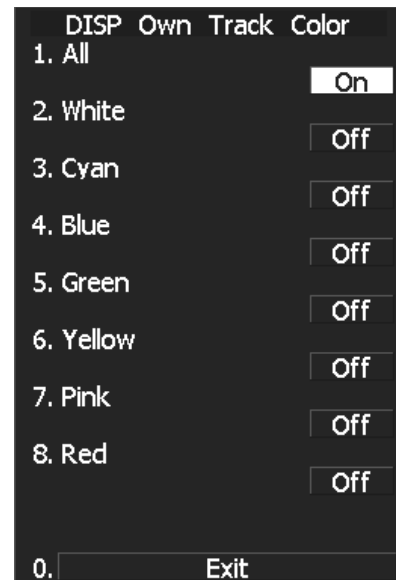 DISP Own Track Color
1. All
On
2. White
Off
3. Cyan
Off
4. Blue
Off
5. Green
Off
6. Yellow
Off
7. Pink
Off
8. Red
Off
0. Exit